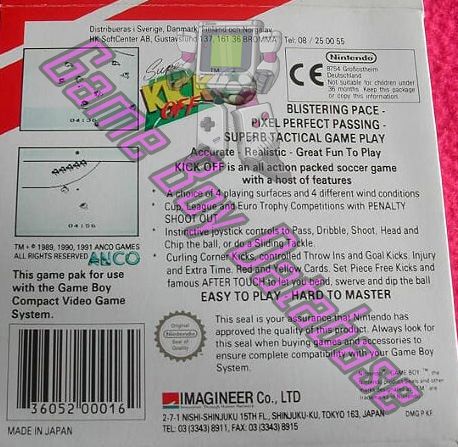 Distribueras i Sverige, Danmark, Finland och Norge av
HK SoftCenter AB, Gustavslund 137, 161 36 BROMMA Tel: 08 / 25 00 55
Super
KICK
OFF
TM
04:36
04:56
CE
Nintendo
8754 Großostheim
Deutschland
Not suitable for children under
36 months. Keep this package
or copy this information
BLISTERING PACE -
PIXEL PERFECT PASSING -
SUPERB TACTICAL GAME PLAY
Accurate - Realistic - Great Fun To Play
KICK OFF is an all action packed soccer game
with a host of features
* A choice of 4 playing surfaces and 4 different wind conditions
* Cup, League and Euro Trophy Competitions with PENALTY
SHOOT OUT
* Instinctive joystick controls to Pass, Dribble, Shoot, Head and
Chip the ball, or do a Sliding Tackle.
* Curling Corner Kicks, Controlled Throw Ins and Goal Kicks. Injury
and Extra Time. Red and Yellow Cards. Set Piece Free Kicks and
famous AFTER TOUCH to let you bend, swerve and dip the ball
EASY TO PLAY - HARD TO MASTER
TM + © 1989, 1990, 1991 ANCO GAMES
ALL RIGHTS RESERVED ANCO
This game pak for use
with the Game Boy
Compact Video Game
System.
Original
Nintendo
This seal is your assurance that Nintendo has
approved the quality of this product. Always look for
this seal when buying games and accessories to
ensure complete compatibility with your Game Boy
System.
36052 00016
MADE IN JAPAN
IMAGINEER Co., LTD
2-7-1 NISHI-SHINJUKU 15TH FL., SHINJUKU-KU, TOKYO 163, JAPAN
TEL: 03 (3343) 8911, FAX: 03 (3343) 8915
DMG P KF
Game Boy Database